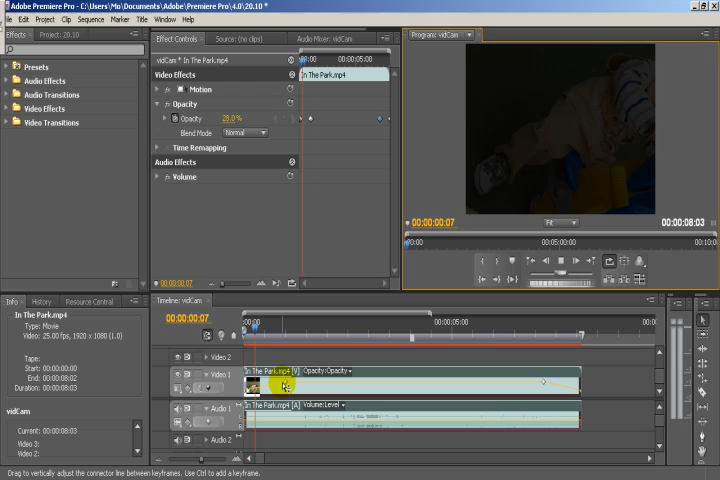 Adobe Premiere Pro - C:\Users\Mo\Documents\Adobe\Premiere Pro\4.0\20.10 *
File Edit Project Clip Sequence Marker Title Window Help
Effects Project: 20.10
Presets
Audio Effects
Audio Transitions
Video Effects
Video Transitions
Effect Controls Source: (no clips) Audio Mixer: vidCam
vidCam * In The Park.mp4
00:00 00:00:05:00
Video Effects
In The Park.mp4
fx Motion
fx Opacity
Opacity 28.0%
Blend Mode Normal
Time Remapping
Audio Effects
fx Volume
00:00:00:07
Program: vidCam
00:00:00:07 Fit 00:00:08:03
00:00 00:05:00:00 00:10:0
Info History Resource Central
In The Park.mp4
Type: Movie
Video: 25.00 fps, 1920 x 1080 (1.0)
Tape:
Start: 00:00:00:00
End: 00:00:08:02
Duration: 00:00:08:03
vidCam
Current: 00:00:08:03
Video 3:
Video 2:
Timeline: vidCam
00:00:00:07
:00:00 00:00:05:00 00:0
Video 2
In The Park.mp4 [V] Opacity:Opacity
Video 1
In The Park.mp4 [A] Volume:Level
Audio 1
Audio 2
Drag to vertically adjust the connector line between keyframes. Use Ctrl to add a keyframe.